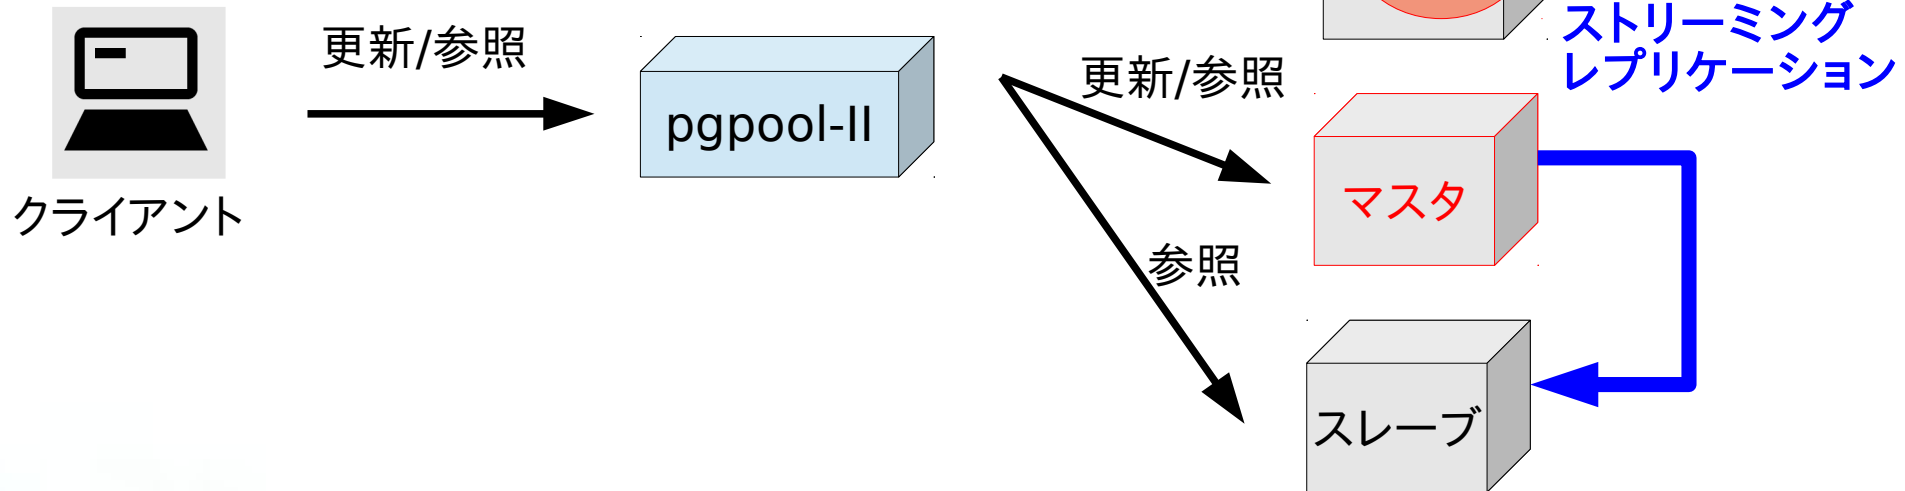 更新/参照
クライアント
pgpool-II
更新/参照
参照
ストリーミング
レプリケーション
マスタ
スレーブ